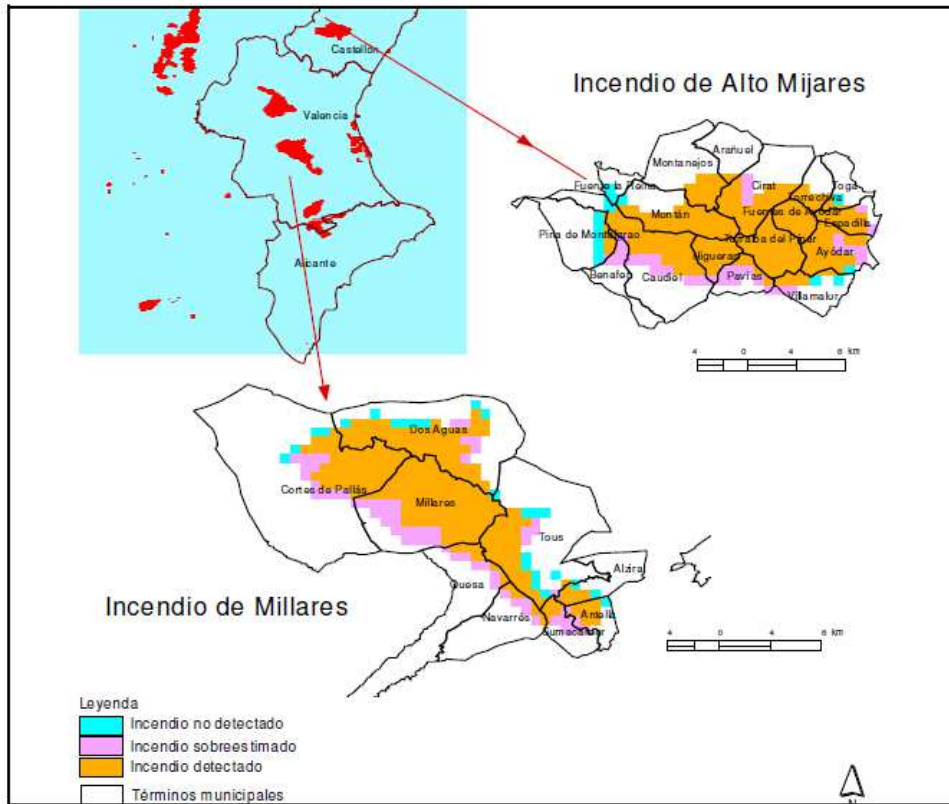 Castellón
Valencia
Alicante
Incendio de Alto Mijares
Arañuel
Montanejos
Fuente la Reina
Cirat
Toga
Torrechiva
Montán
Fuentes de Ayódar
Espadilla
Pina de Montalgrao
Torralba del Pinar
Higueras
Ayódar
Benafer
Caudiel
Pavías
Villamalur
4 0 4 8 km
Dos Aguas
Cortes de Pallás
Millares
Tous
Alzira
Quesa
Incendio de Millares
Navarrés
Antella
Sumacárcer
4 0 4 8 km
Leyenda
Incendio no detectado
Incendio sobreestimado
Incendio detectado
Términos municipales
N